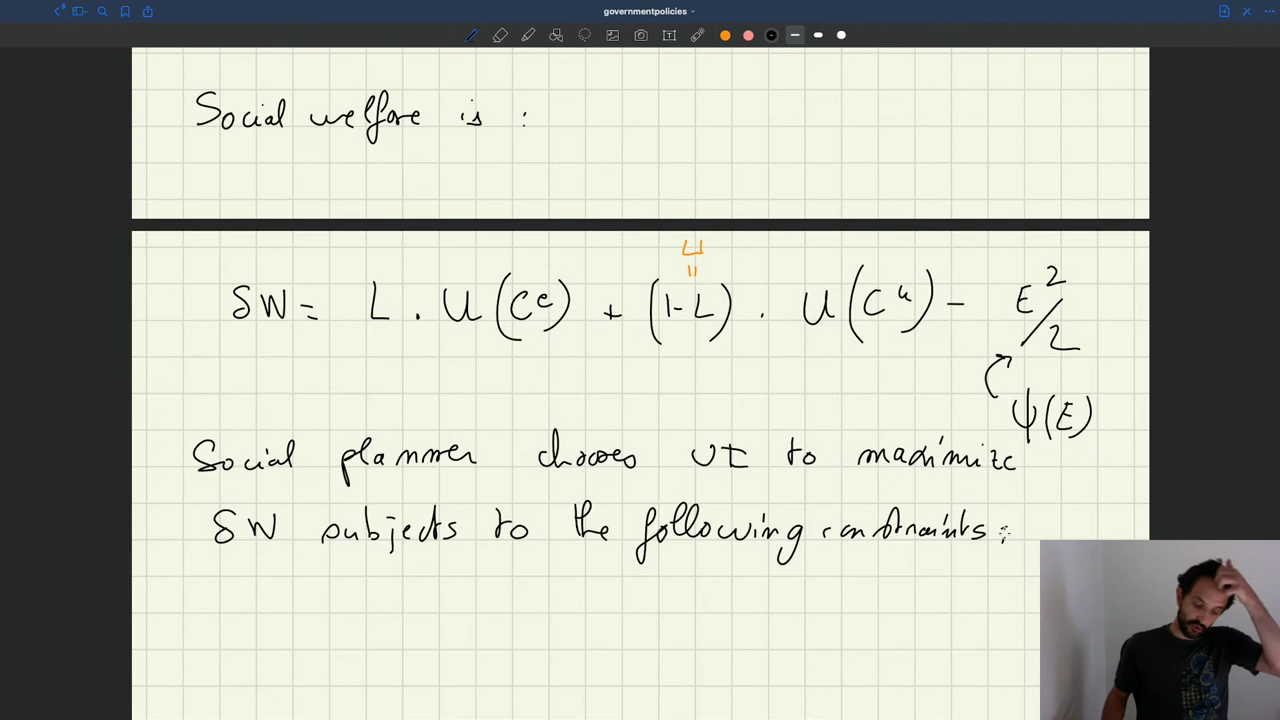 governmentpolicies
Social welfare is :
U
=
SW = L . U(Cᵉ) + (1-L) . U(Cᵘ) - E²/2
ψ(E)
Social planner chooses UI to maximize
SW subjects to the following constraints :